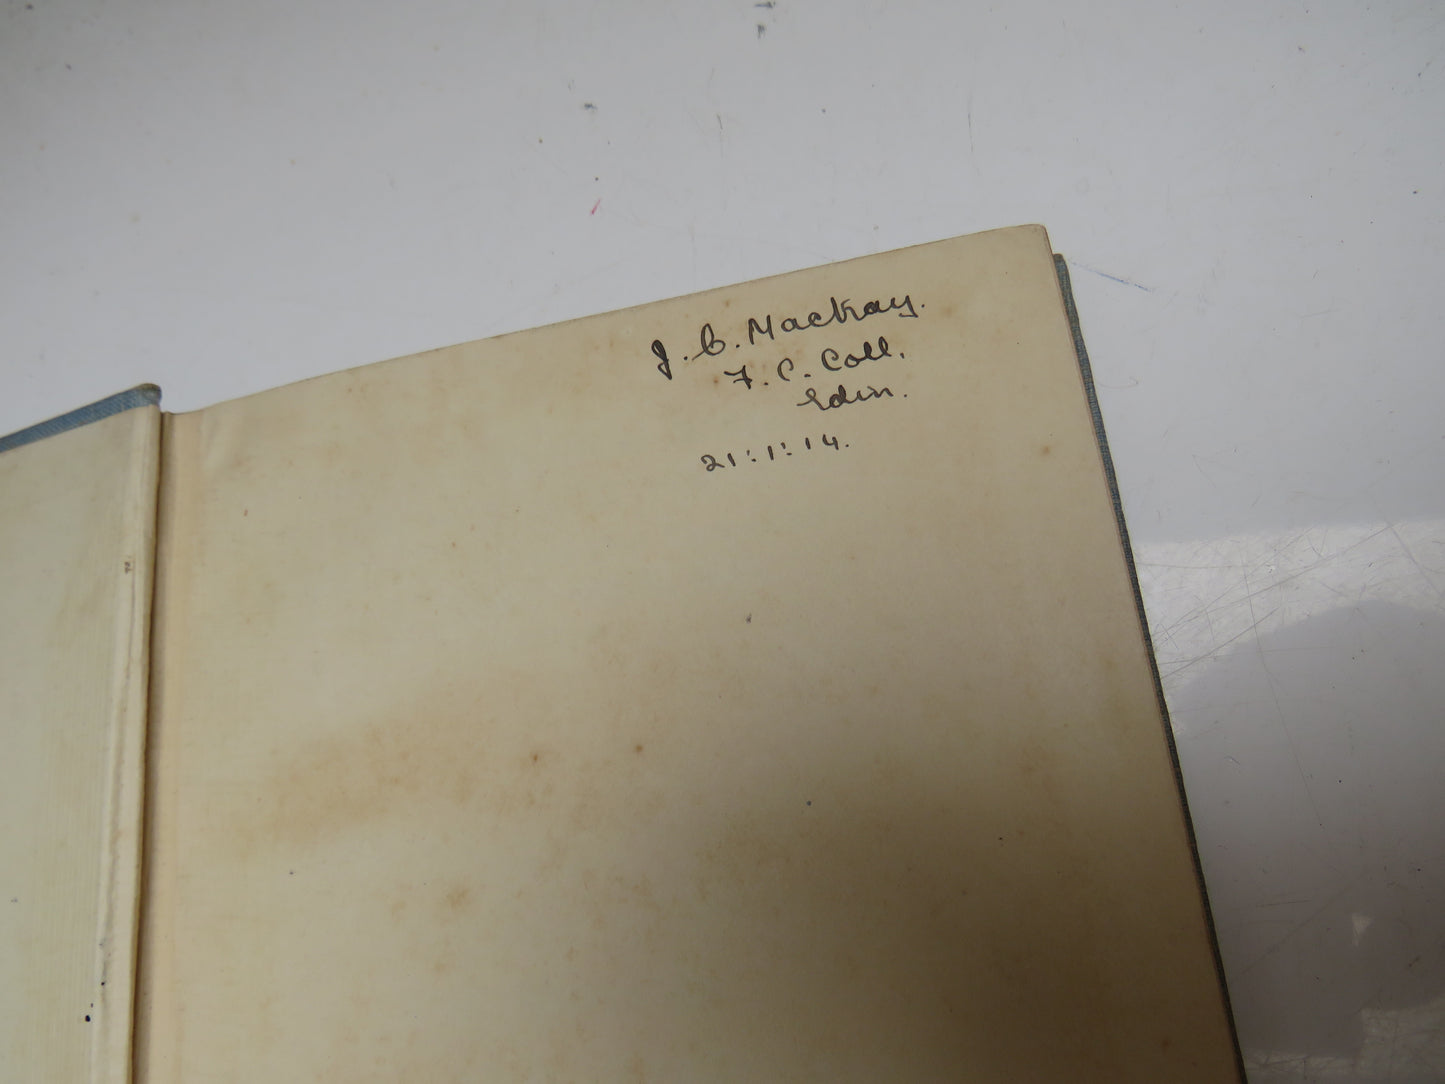 J. C. Mackay.
F. C. Coll.
Edin.
21:1:14.